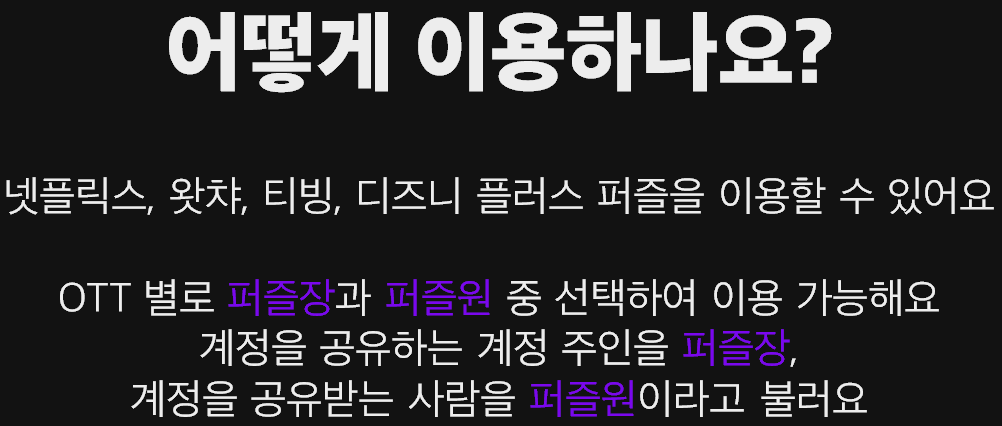 어떻게 이용하나요?
넷플릭스, 왓챠, 티빙, 디즈니 플러스 퍼즐을 이용할 수 있어요
OTT 별로 퍼즐장과 퍼즐원 중 선택하여 이용 가능해요
계정을 공유하는 계정 주인을 퍼즐장,
계정을 공유받는 사람을 퍼즐원이라고 불러요